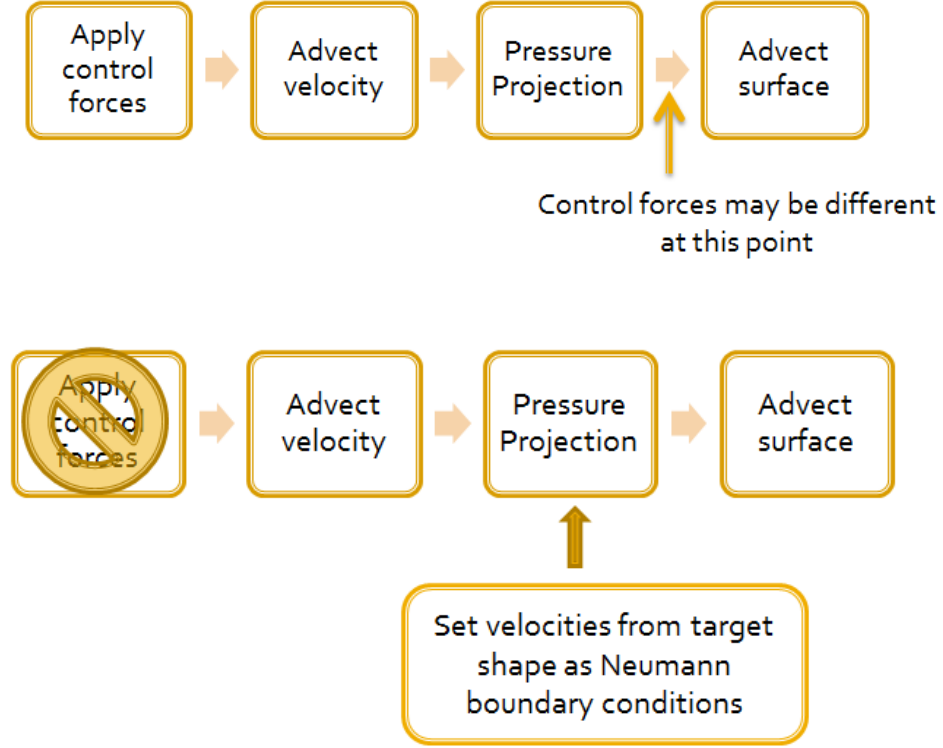 Apply
control
forces
Advect
velocity
Pressure
Projection
Advect
surface
Control forces may be different
at this point
Apply
control
forces
Advect
velocity
Pressure
Projection
Advect
surface
Set velocities from target
shape as Neumann
boundary conditions